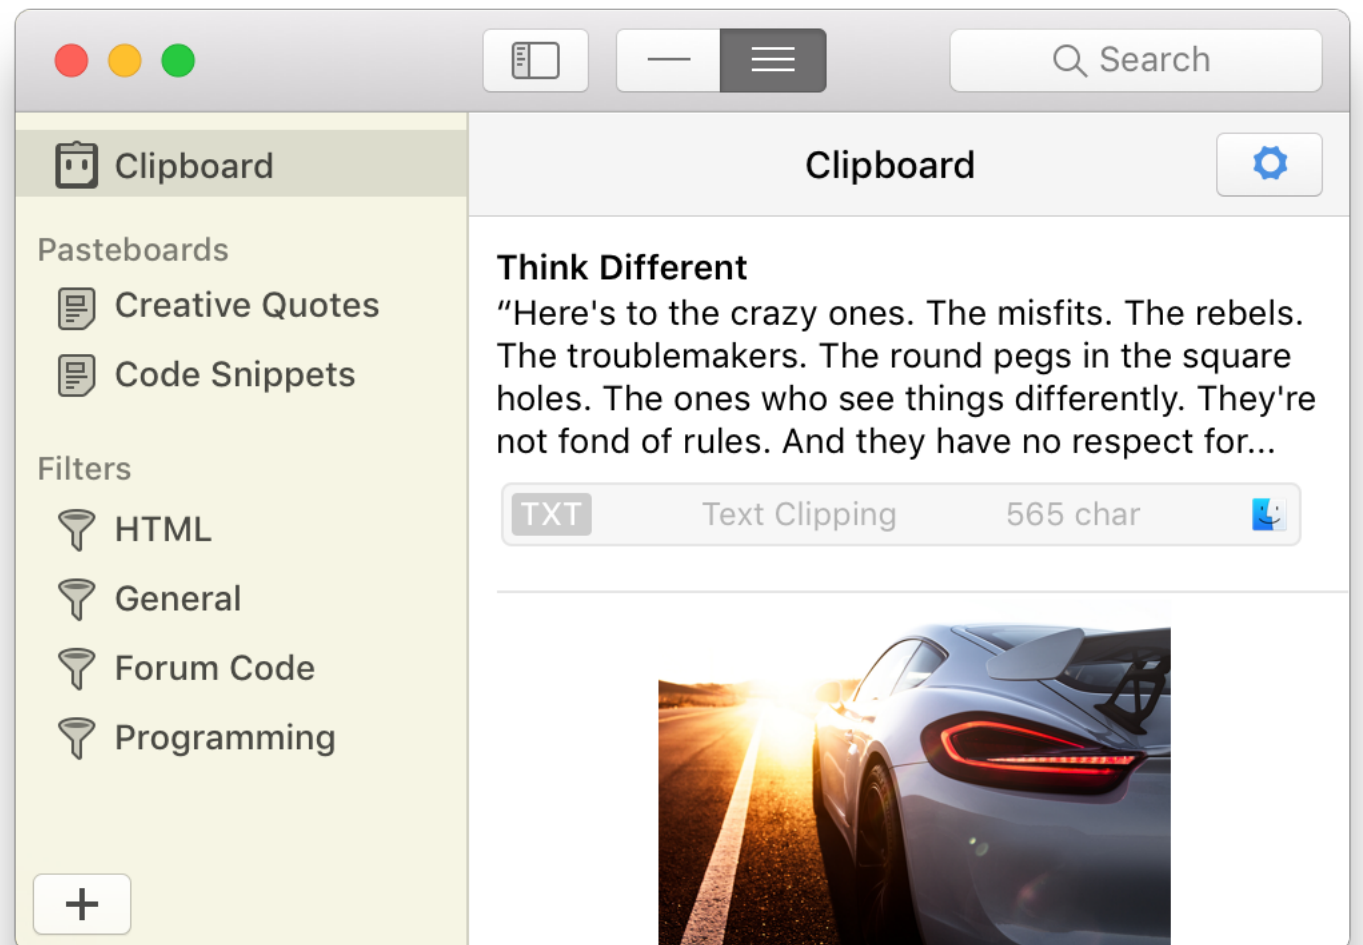 Search
Clipboard
Pasteboards
Creative Quotes
Code Snippets
Filters
HTML
General
Forum Code
Programming
Clipboard
Think Different
“Here's to the crazy ones. The misfits. The rebels.
The troublemakers. The round pegs in the square
holes. The ones who see things differently. They're
not fond of rules. And they have no respect for...
TXT Text Clipping 565 char